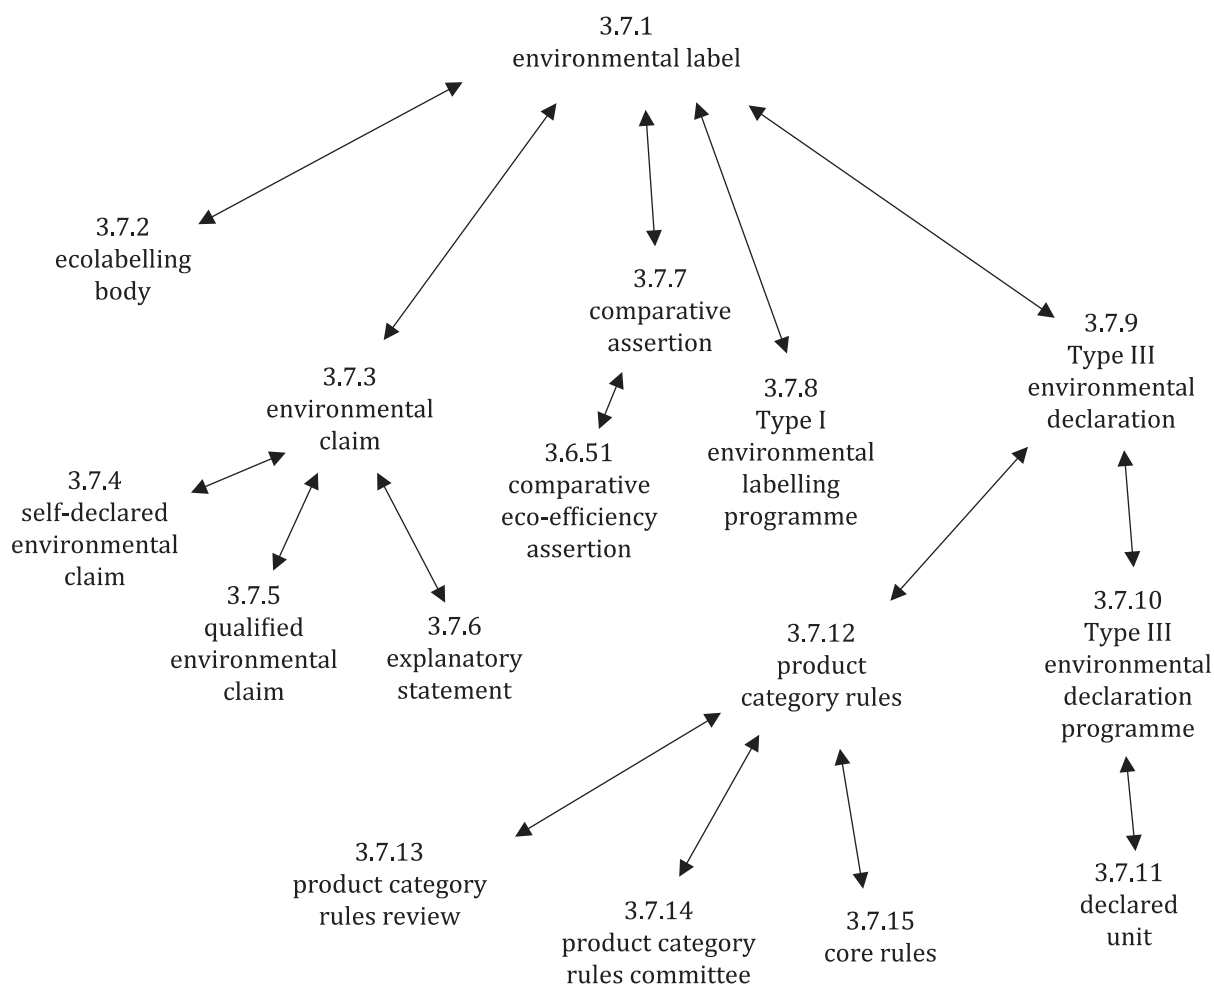 3.7.1
environmental label
3.7.2
ecolabelling
body
3.7.7
comparative
assertion
3.7.9
Type III
environmental
declaration
3.7.3
environmental
claim
3.7.8
Type I
environmental
labelling
programme
3.6.51
comparative
eco-efficiency
assertion
3.7.4
self-declared
environmental
claim
3.7.5
qualified
environmental
claim
3.7.6
explanatory
statement
3.7.12
product
category rules
3.7.10
Type III
environmental
declaration
programme
3.7.13
product category
rules review
3.7.14
product category
rules committee
3.7.15
core rules
3.7.11
declared
unit